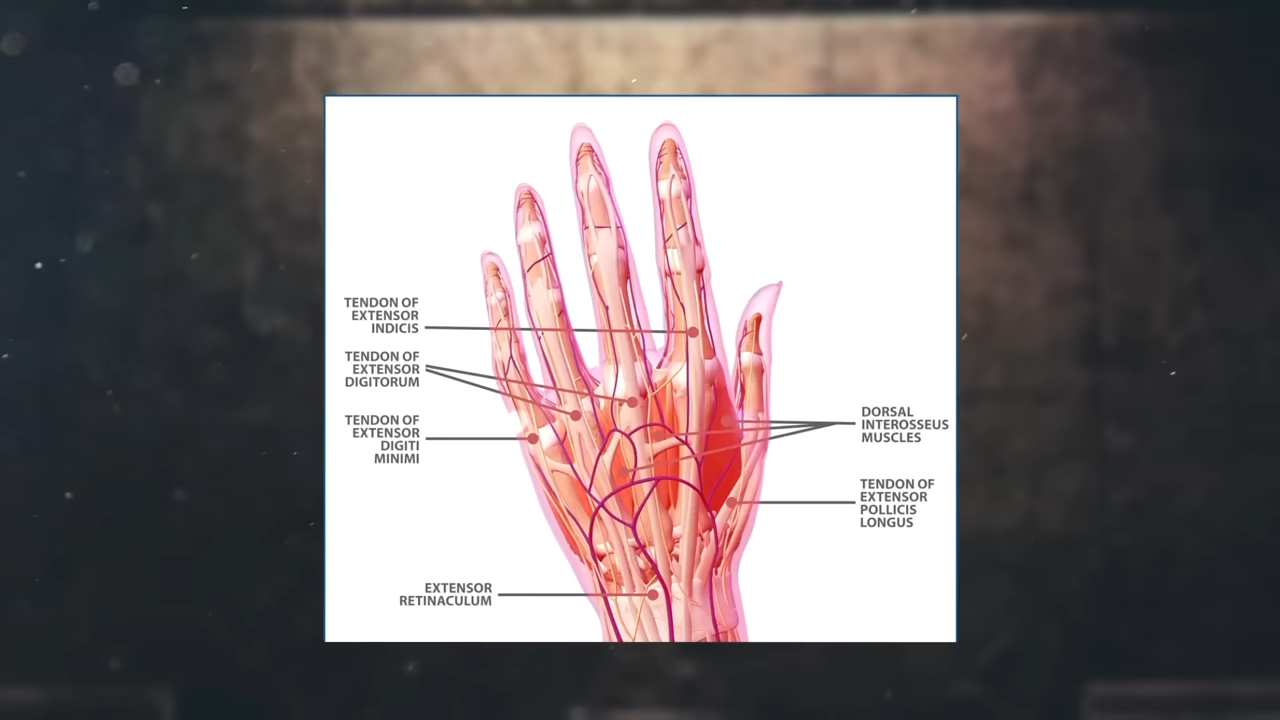 TENDON OF
EXTENSOR
INDICIS
TENDON OF
EXTENSOR
DIGITORUM
TENDON OF
EXTENSOR
DIGITI
MINIMI
EXTENSOR
RETINACULUM
DORSAL
INTEROSSEUS
MUSCLES
TENDON OF
EXTENSOR
POLLICIS
LONGUS